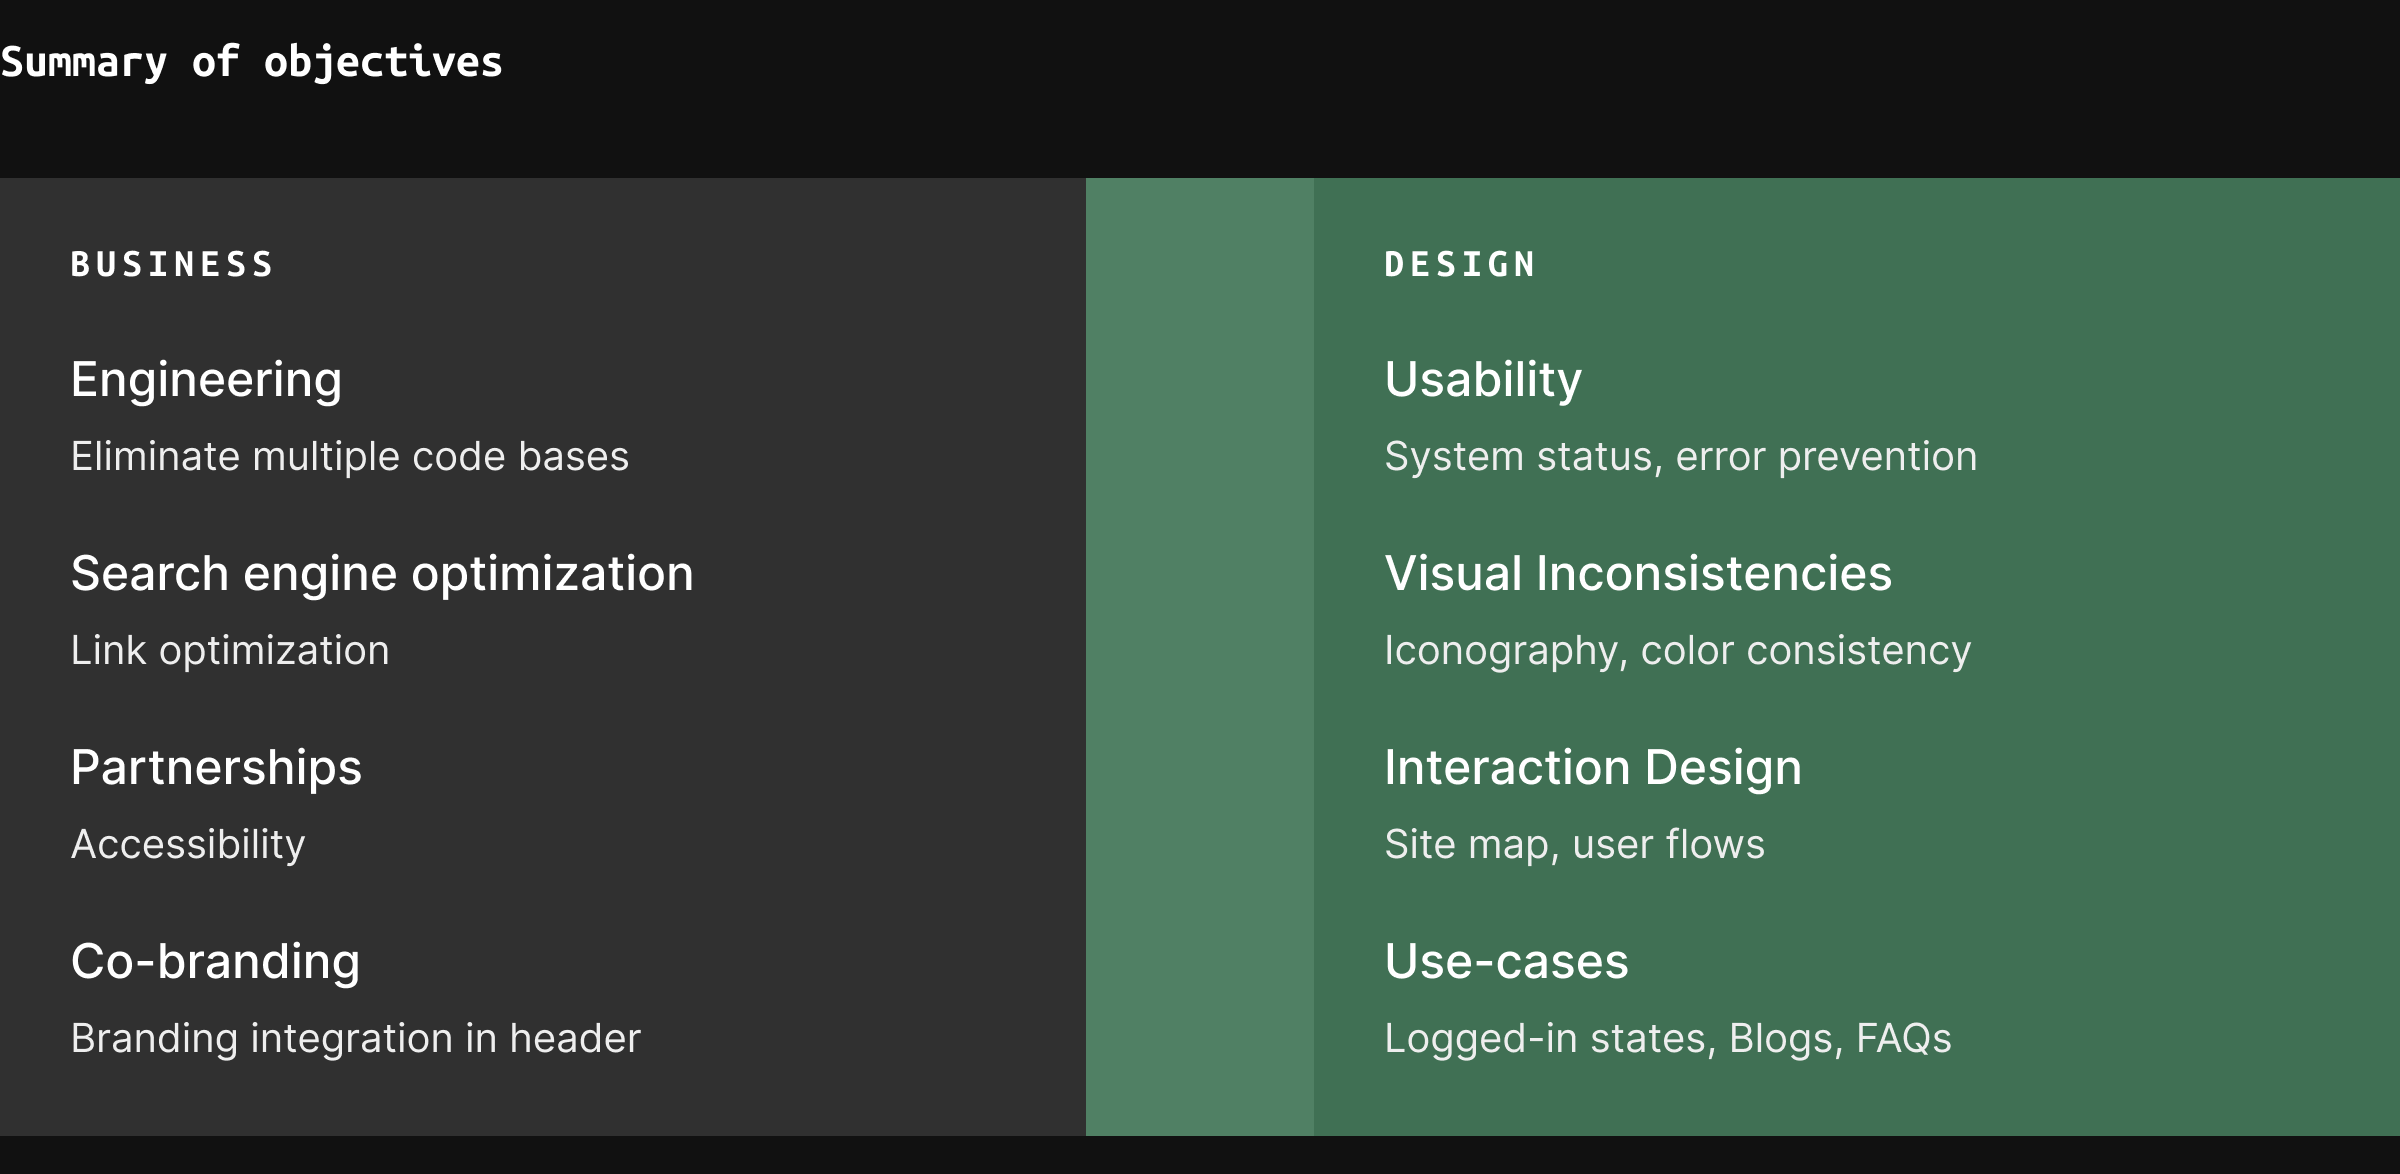 Summary of objectives
BUSINESS
Engineering
Eliminate multiple code bases
Search engine optimization
Link optimization
Partnerships
Accessibility
Co-branding
Branding integration in header
DESIGN
Usability
System status, error prevention
Visual Inconsistencies
Iconography, color consistency
Interaction Design
Site map, user flows
Use-cases
Logged-in states, Blogs, FAQs